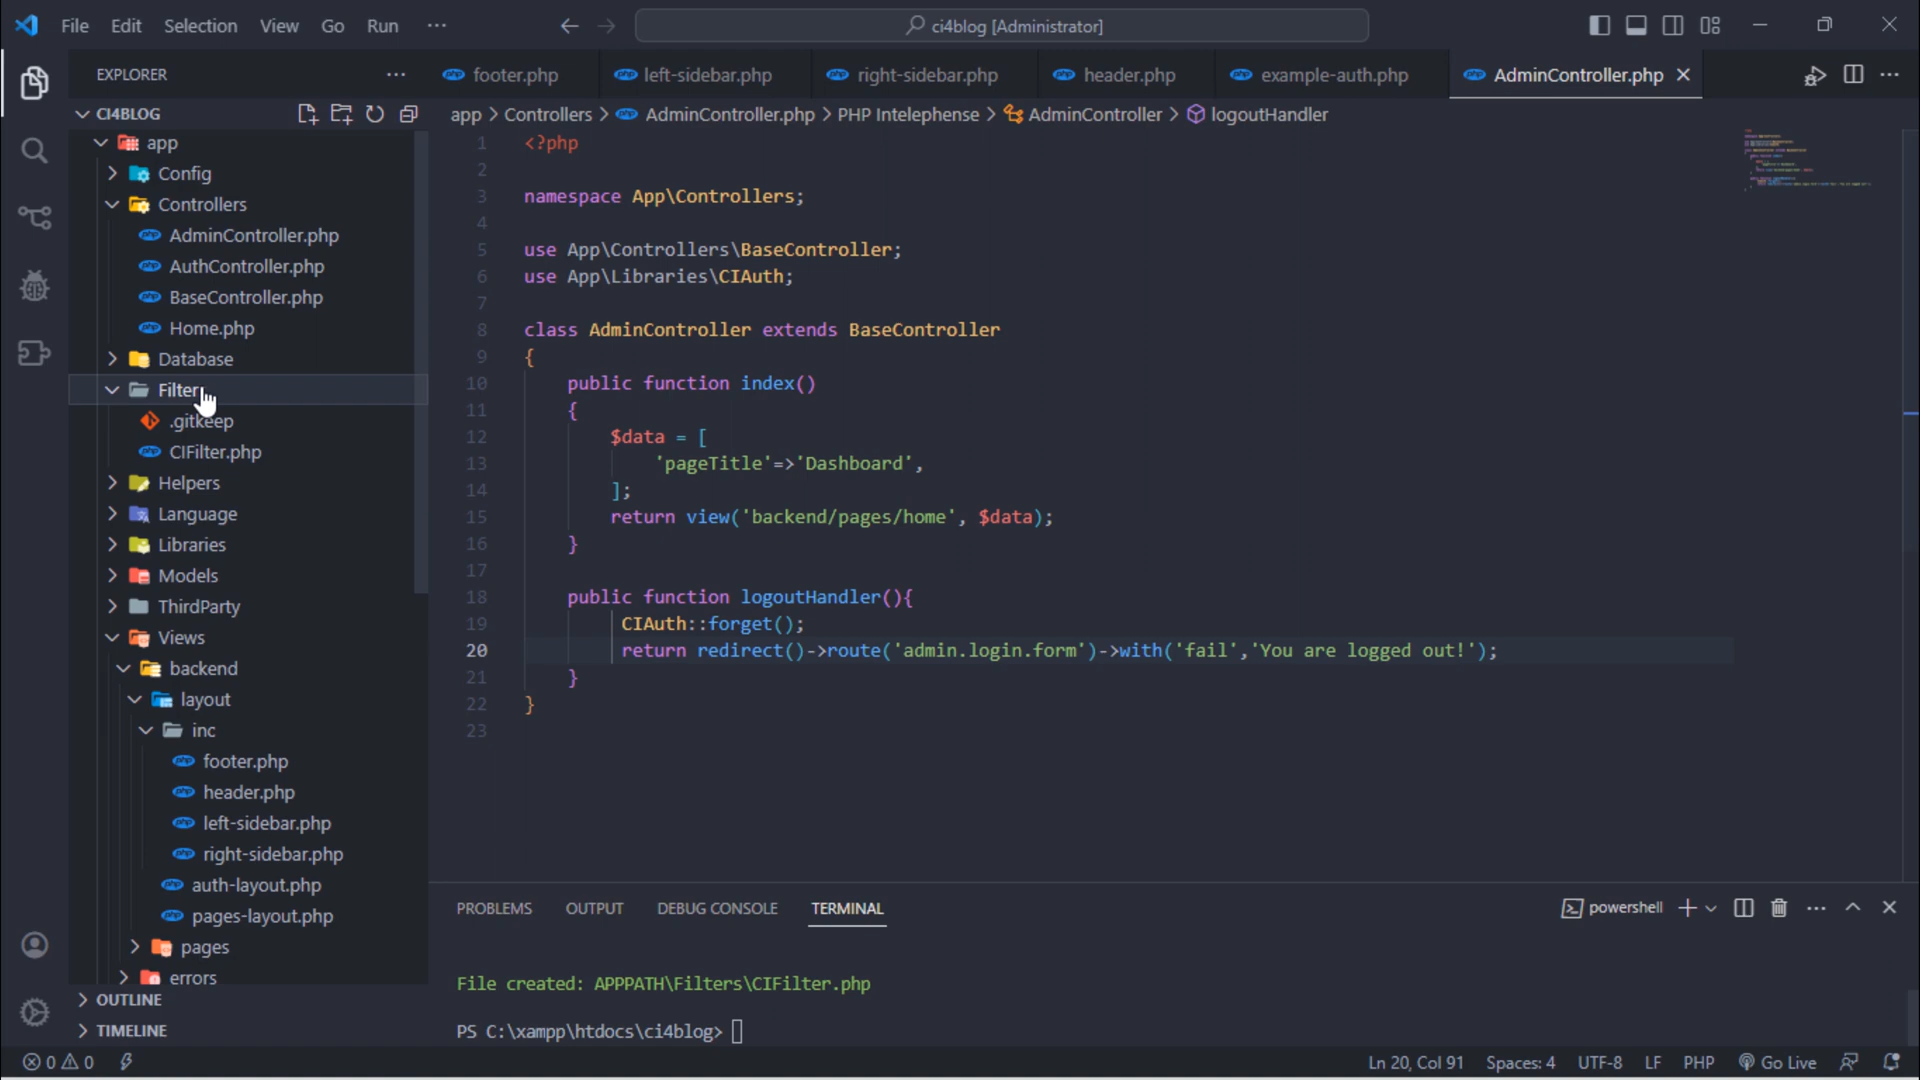 File Edit Selection View Go Run ··· ci4blog [Administrator]
EXPLORER ···
footer.php left-sidebar.php right-sidebar.php header.php example-auth.php AdminController.php
CI4BLOG
app > Controllers > AdminController.php > PHP Intelephense > AdminController > logoutHandler
app
Config
Controllers
AdminController.php
AuthController.php
BaseController.php
Home.php
Database
Filter
.gitkeep
CIFilter.php
Helpers
Language
Libraries
Models
ThirdParty
Views
backend
layout
inc
footer.php
header.php
left-sidebar.php
right-sidebar.php
auth-layout.php
pages-layout.php
pages
errors
OUTLINE
TIMELINE
1 <?php
2
3 namespace App\Controllers;
4
5 use App\Controllers\BaseController;
6 use App\Libraries\CIAuth;
7
8 class AdminController extends BaseController
9 {
10 public function index()
11 {
12 $data = [
13 'pageTitle'=>'Dashboard',
14 ];
15 return view('backend/pages/home', $data);
16 }
17
18 public function logoutHandler(){
19 CIAuth::forget();
20 return redirect()->route('admin.login.form')->with('fail','You are logged out!');
21 }
22 }
23
PROBLEMS OUTPUT DEBUG CONSOLE TERMINAL powershell
File created: APPPATH\Filters\CIFilter.php
PS C:\xampp\htdocs\ci4blog>
0 0 Ln 20, Col 91 Spaces: 4 UTF-8 LF PHP Go Live